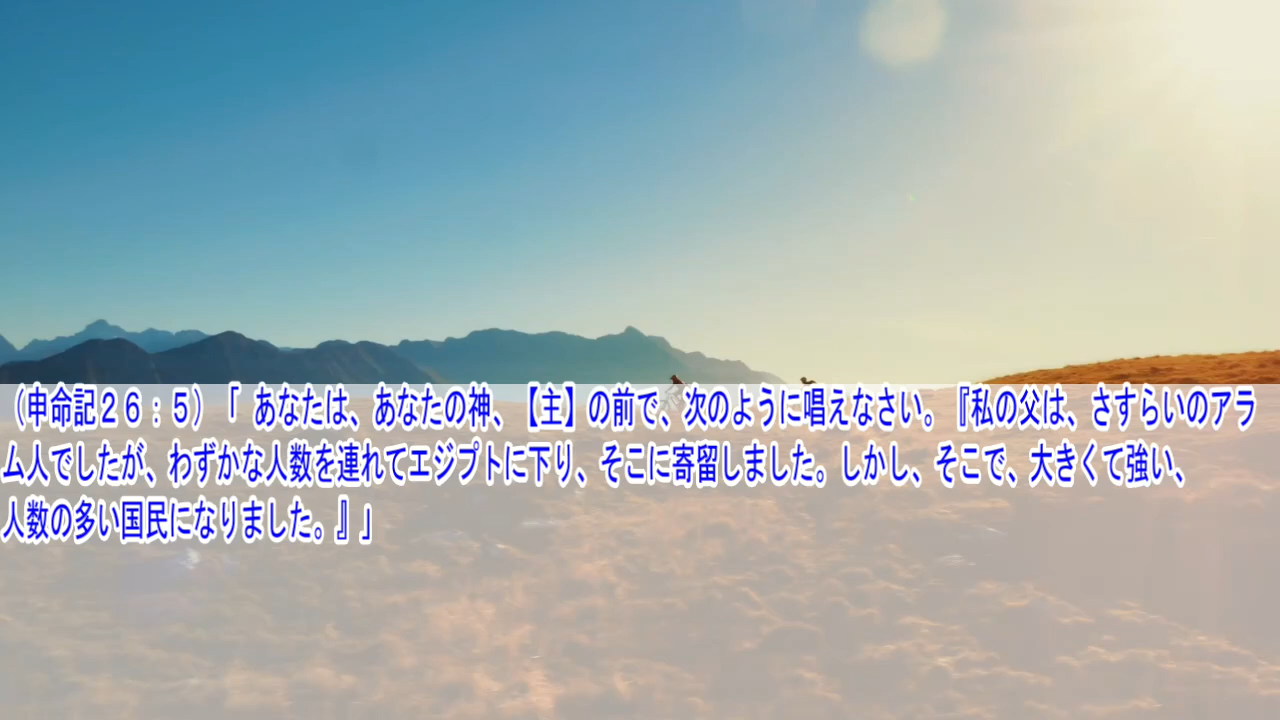 （申命記２６：５）「 あなたは、あなたの神、【主】の前で、次のように唱えなさい。『私の父は、さすらいのアラ
ム人でしたが、わずかな人数を連れてエジプトに下り、そこに寄留しました。しかし、そこで、大きくて強い、
人数の多い国民になりました。』」